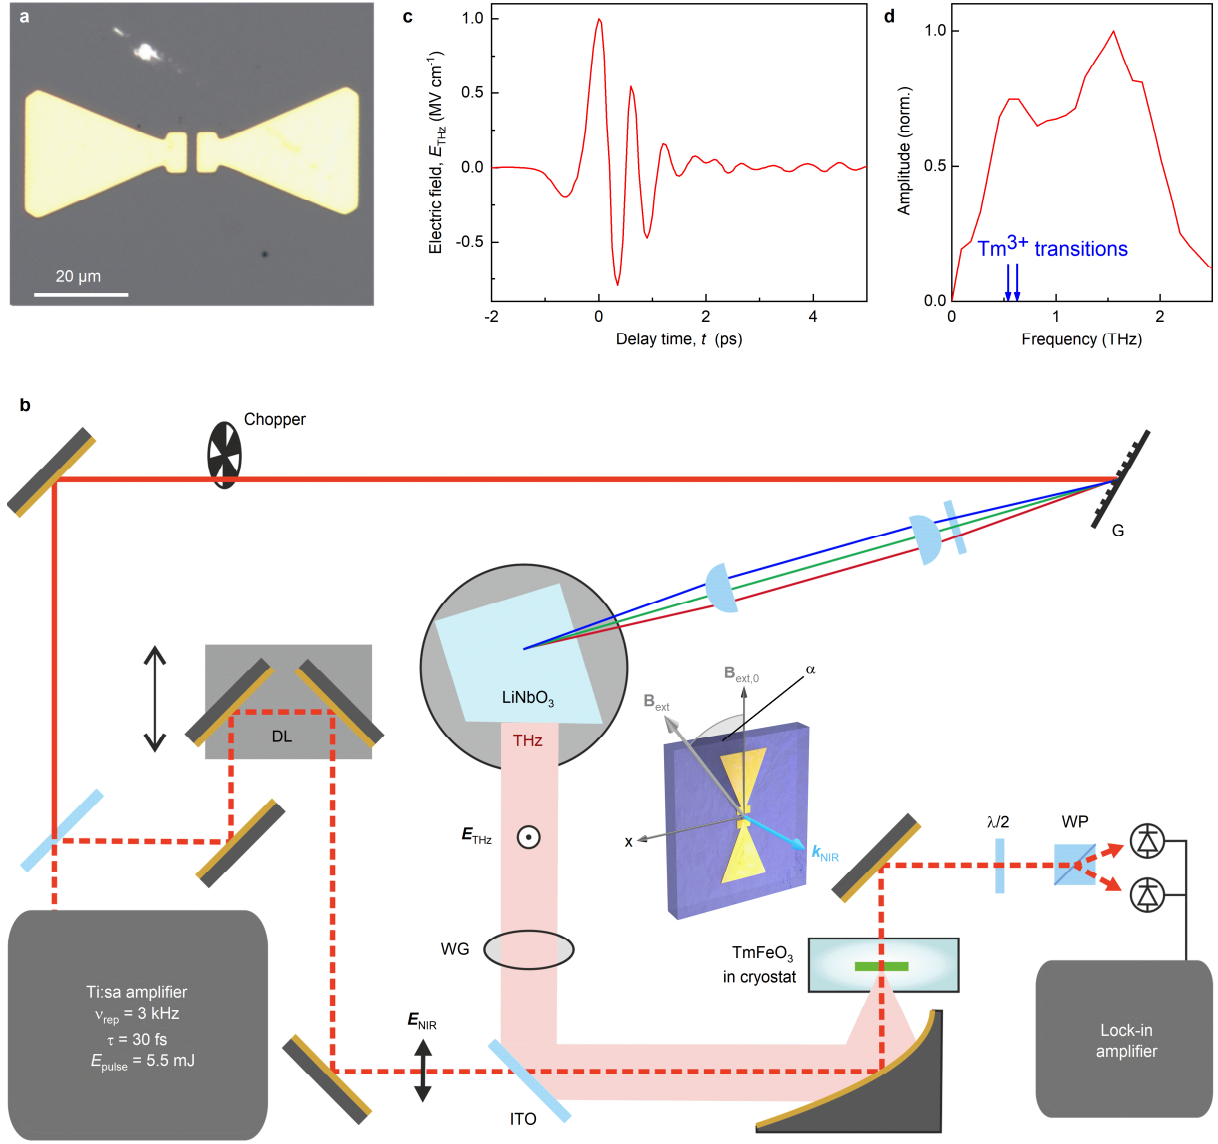 a
20 µm
c
Electric field, E_THz (MV cm⁻¹)
1.0
0.5
0.0
-0.5
-2
0
2
4
Delay time, t (ps)
d
Amplitude (norm.)
1.0
0.5
0.0
Tm³⁺ transitions
0
1
2
Frequency (THz)
b
Chopper
G
LiNbO₃
THz
DL
B_ext,0
α
B_ext
x
k_NIR
E_THz
λ/2
WP
WG
TmFeO₃
in cryostat
Ti:sa amplifier
ν_rep = 3 kHz
τ = 30 fs
E_pulse = 5.5 mJ
E_NIR
ITO
Lock-in
amplifier